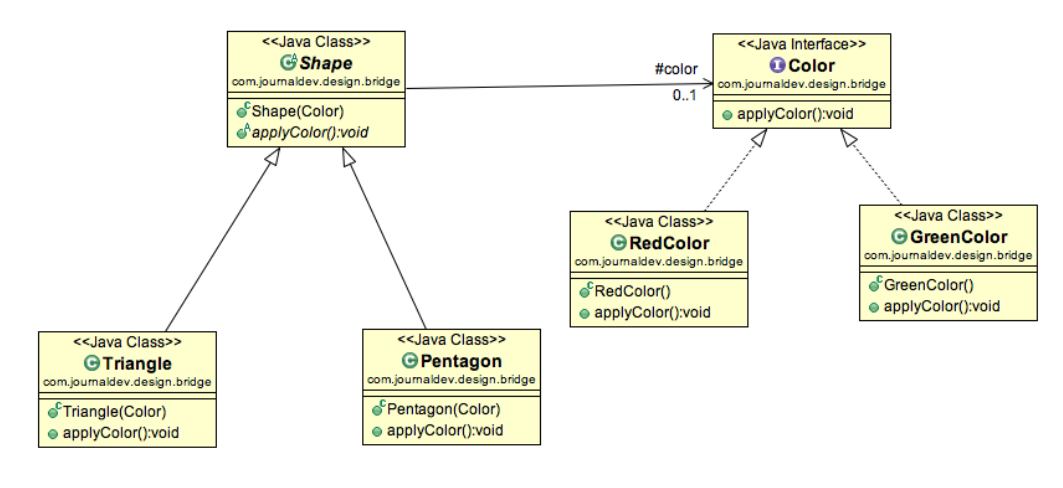 <<Java Class>>
Shape
com.journaldev.design.bridge
Shape(Color)
applyColor():void
#color
0..1
<<Java Interface>>
Color
com.journaldev.design.bridge
applyColor():void
<<Java Class>>
RedColor
com.journaldev.design.bridge
RedColor()
applyColor():void
<<Java Class>>
GreenColor
com.journaldev.design.bridge
GreenColor()
applyColor():void
<<Java Class>>
Triangle
com.journaldev.design.bridge
Triangle(Color)
applyColor():void
<<Java Class>>
Pentagon
com.journaldev.design.bridge
Pentagon(Color)
applyColor():void